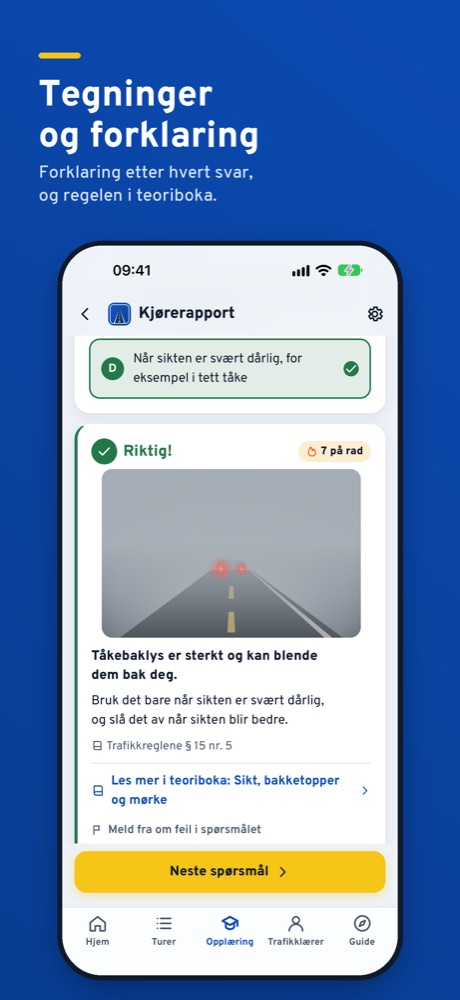 Tegninger
og forklaring
Forklaring etter hvert svar,
og regelen i teoriboka.
09:41
Kjørerapport
D
Når sikten er svært dårlig, for
eksempel i tett tåke
Riktig!
7 på rad
Tåkebaklys er sterkt og kan blende
dem bak deg.
Bruk det bare når sikten er svært dårlig,
og slå det av når sikten blir bedre.
Trafikkreglene § 15 nr. 5
Les mer i teoriboka: Sikt, bakketopper
og mørke
Meld fra om feil i spørsmålet
Neste spørsmål
Hjem
Turer
Opplæring
Trafikklærer
Guide